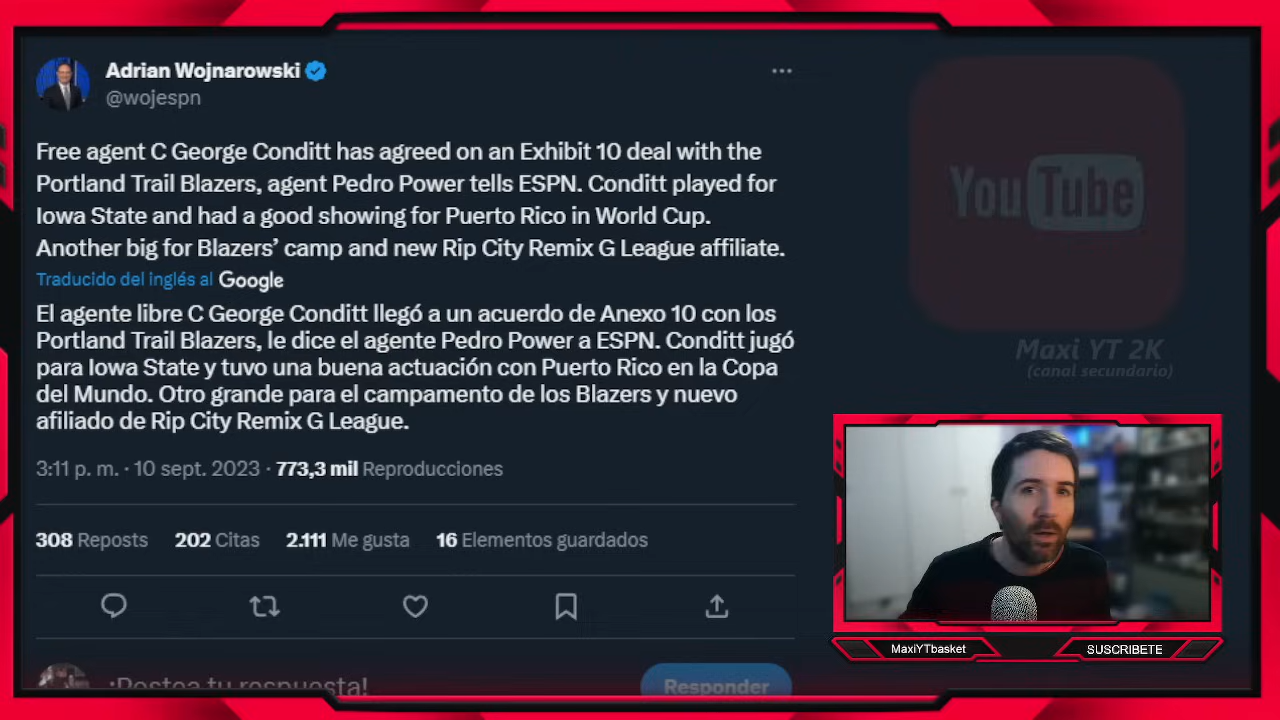 Adrian Wojnarowski
@wojespn
Free agent C George Conditt has agreed on an Exhibit 10 deal with the
Portland Trail Blazers, agent Pedro Power tells ESPN. Conditt played for
Iowa State and had a good showing for Puerto Rico in World Cup.
Another big for Blazers’ camp and new Rip City Remix G League affiliate.
Traducido del inglés al Google
El agente libre C George Conditt llegó a un acuerdo de Anexo 10 con los
Portland Trail Blazers, le dice el agente Pedro Power a ESPN. Conditt jugó
para Iowa State y tuvo una buena actuación con Puerto Rico en la Copa
del Mundo. Otro grande para el campamento de los Blazers y nuevo
afiliado de Rip City Remix G League.
3:11 p. m. · 10 sept. 2023 · 773,3 mil Reproducciones
308 Reposts 202 Citas 2.111 Me gusta 16 Elementos guardados
¡Postea tu respuesta!
Responder
YouTube
Maxi YT 2K
(canal secundario)
MaxiYTbasket
SUSCRIBETE